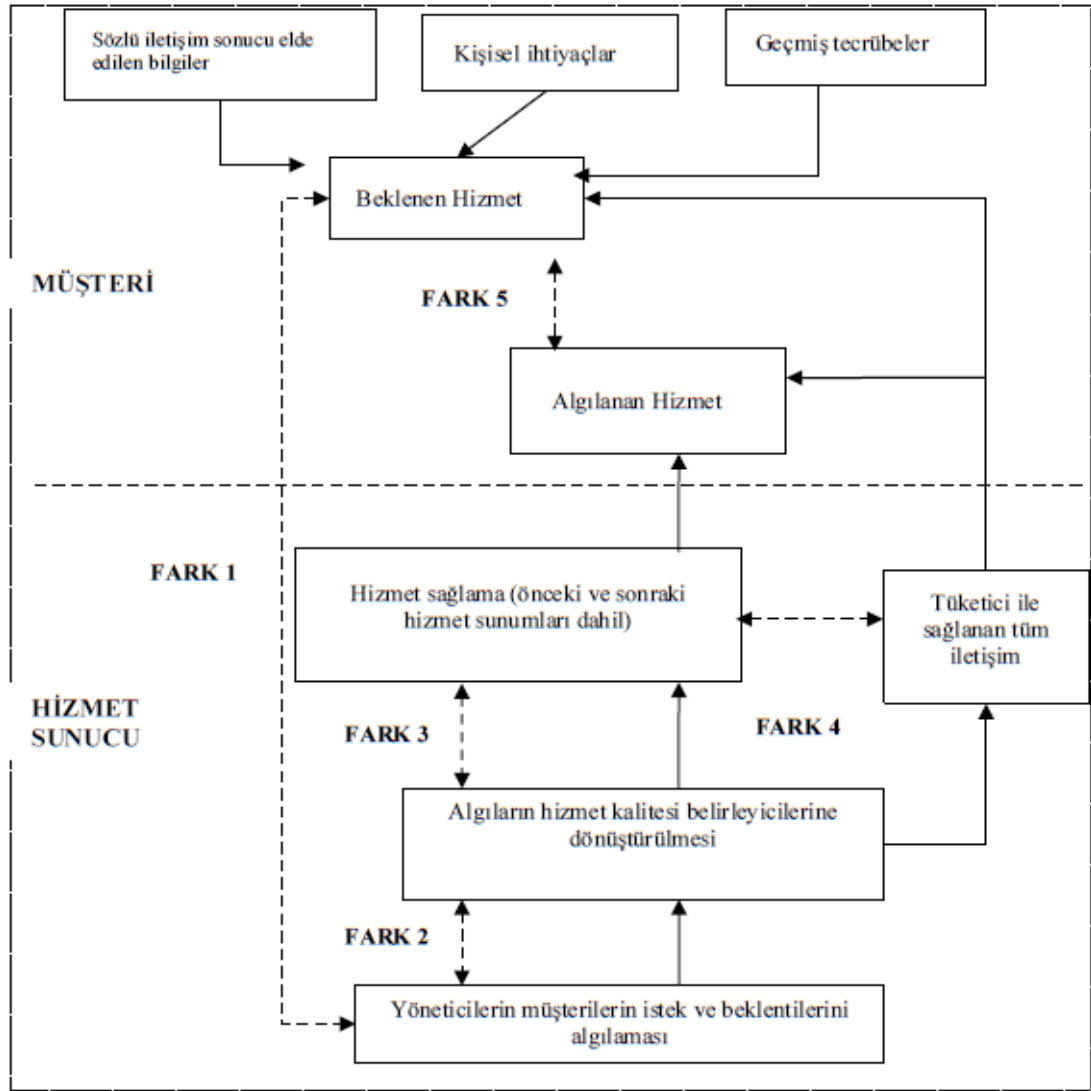 Sözlü iletişim sonucu elde
edilen bilgiler
Kişisel ihtiyaçlar
Geçmiş tecrübeler
Beklenen Hizmet
MÜŞTERİ
FARK 5
Algılanan Hizmet
FARK 1
Hizmet sağlama (önceki ve sonraki
hizmet sunumları dahil)
Tüketici ile
sağlanan tüm
iletişim
HİZMET
SUNUCU
FARK 3
FARK 4
Algıların hizmet kalitesi belirleyicilerine
dönüştürülmesi
FARK 2
Yöneticilerin müşterilerin istek ve beklentilerini
algılaması